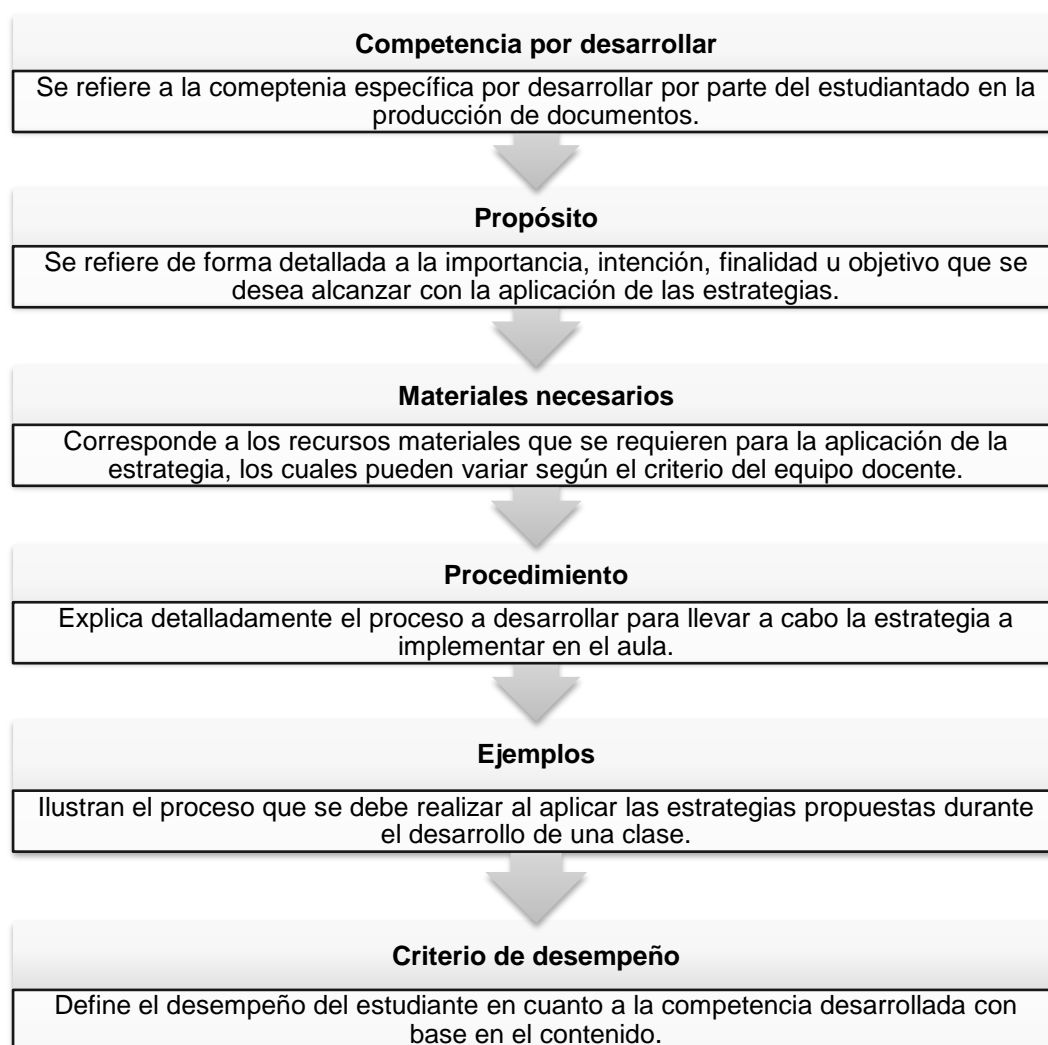 Competencia por desarrollar
Se refiere a la comeptenia específica por desarrollar por parte del estudiantado en la
producción de documentos.
Propósito
Se refiere de forma detallada a la importancia, intención, finalidad u objetivo que se
desea alcanzar con la aplicación de las estrategias.
Materiales necesarios
Corresponde a los recursos materiales que se requieren para la aplicación de la
estrategia, los cuales pueden variar según el criterio del equipo docente.
Procedimiento
Explica detalladamente el proceso a desarrollar para llevar a cabo la estrategia a
implementar en el aula.
Ejemplos
Ilustran el proceso que se debe realizar al aplicar las estrategias propuestas durante
el desarrollo de una clase.
Criterio de desempeño
Define el desempeño del estudiante en cuanto a la competencia desarrollada con
base en el contenido.